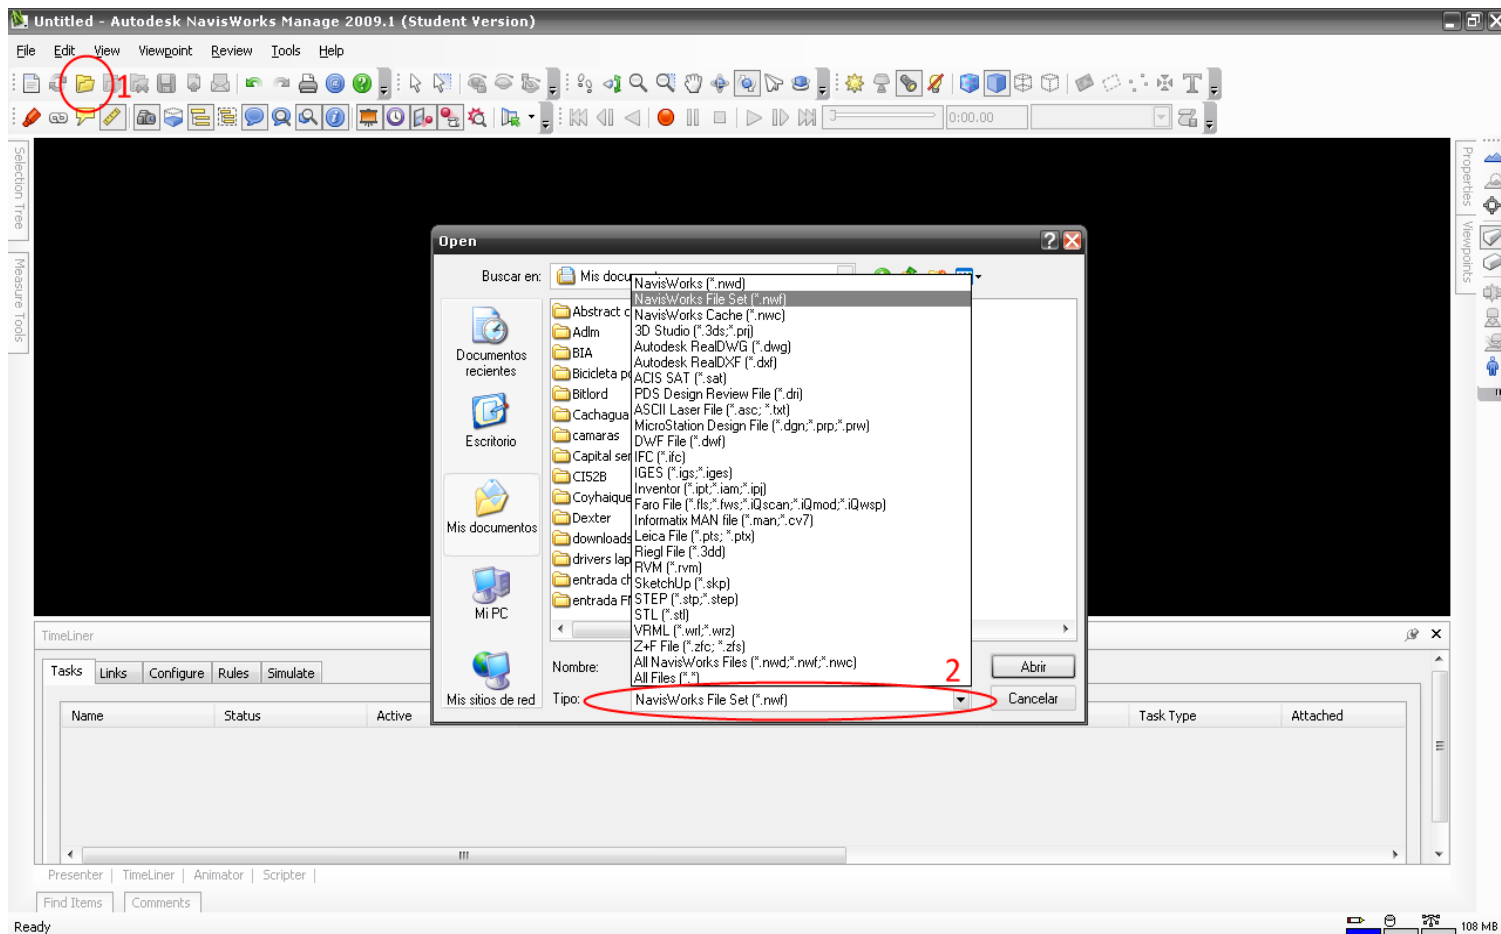 Untitled - Autodesk NavisWorks Manage 2009.1 (Student Version)
File Edit View Viewpoint Review Tools Help
1
0:00.00
Selection Tree
Measure Tools
Properties
Viewpoints
Open
Buscar en:
Mis
Documentos
recientes
Escritorio
Mis documentos
Mi PC
Mis sitios de red
Abstract
Adlm
BIA
Bicicleta
Bitlord
Cachagua
camaras
Capital
CI52B
Coyhaique
Dexter
downloads
drivers
entrada
entrada
NavisWorks (*.nwd)
NavisWorks File Set (*.nwf)
NavisWorks Cache (*.nwc)
3D Studio (*.3ds;*.prj)
Autodesk RealDWG (*.dwg)
Autodesk RealDXF (*.dxf)
ACIS SAT (*.sat)
PDS Design Review File (*.dri)
ASCII Laser File (*.asc; *.txt)
MicroStation Design File (*.dgn;*.prp;*.prw)
DWF File (*.dwf)
IFC (*.ifc)
IGES (*.igs;*.iges)
Inventor (*.ipt;*.iam;*.ipj)
Faro File (*.fls;*.fws;*.iQscan;*.iQmod;*.iQwsp)
Informatix MAN file (*.man;*.cv7)
Leica File (*.pts; *.ptx)
Riegl File (*.3dd)
RVM (*.rvm)
SketchUp (*.skp)
STEP (*.stp;*.step)
STL (*.stl)
VRML (*.wrl;*.wrz)
Z+F File (*.zfc; *.zfs)
All NavisWorks Files (*.nwd;*.nwf;*.nwc)
All Files (*.*)
Nombre:
2
Abrir
Tipo:
NavisWorks File Set (*.nwf)
Cancelar
TimeLiner
Tasks Links Configure Rules Simulate
Name Status Active Task Type Attached
Presenter | TimeLiner | Animator | Scripter |
Find Items Comments
Ready
108 MB